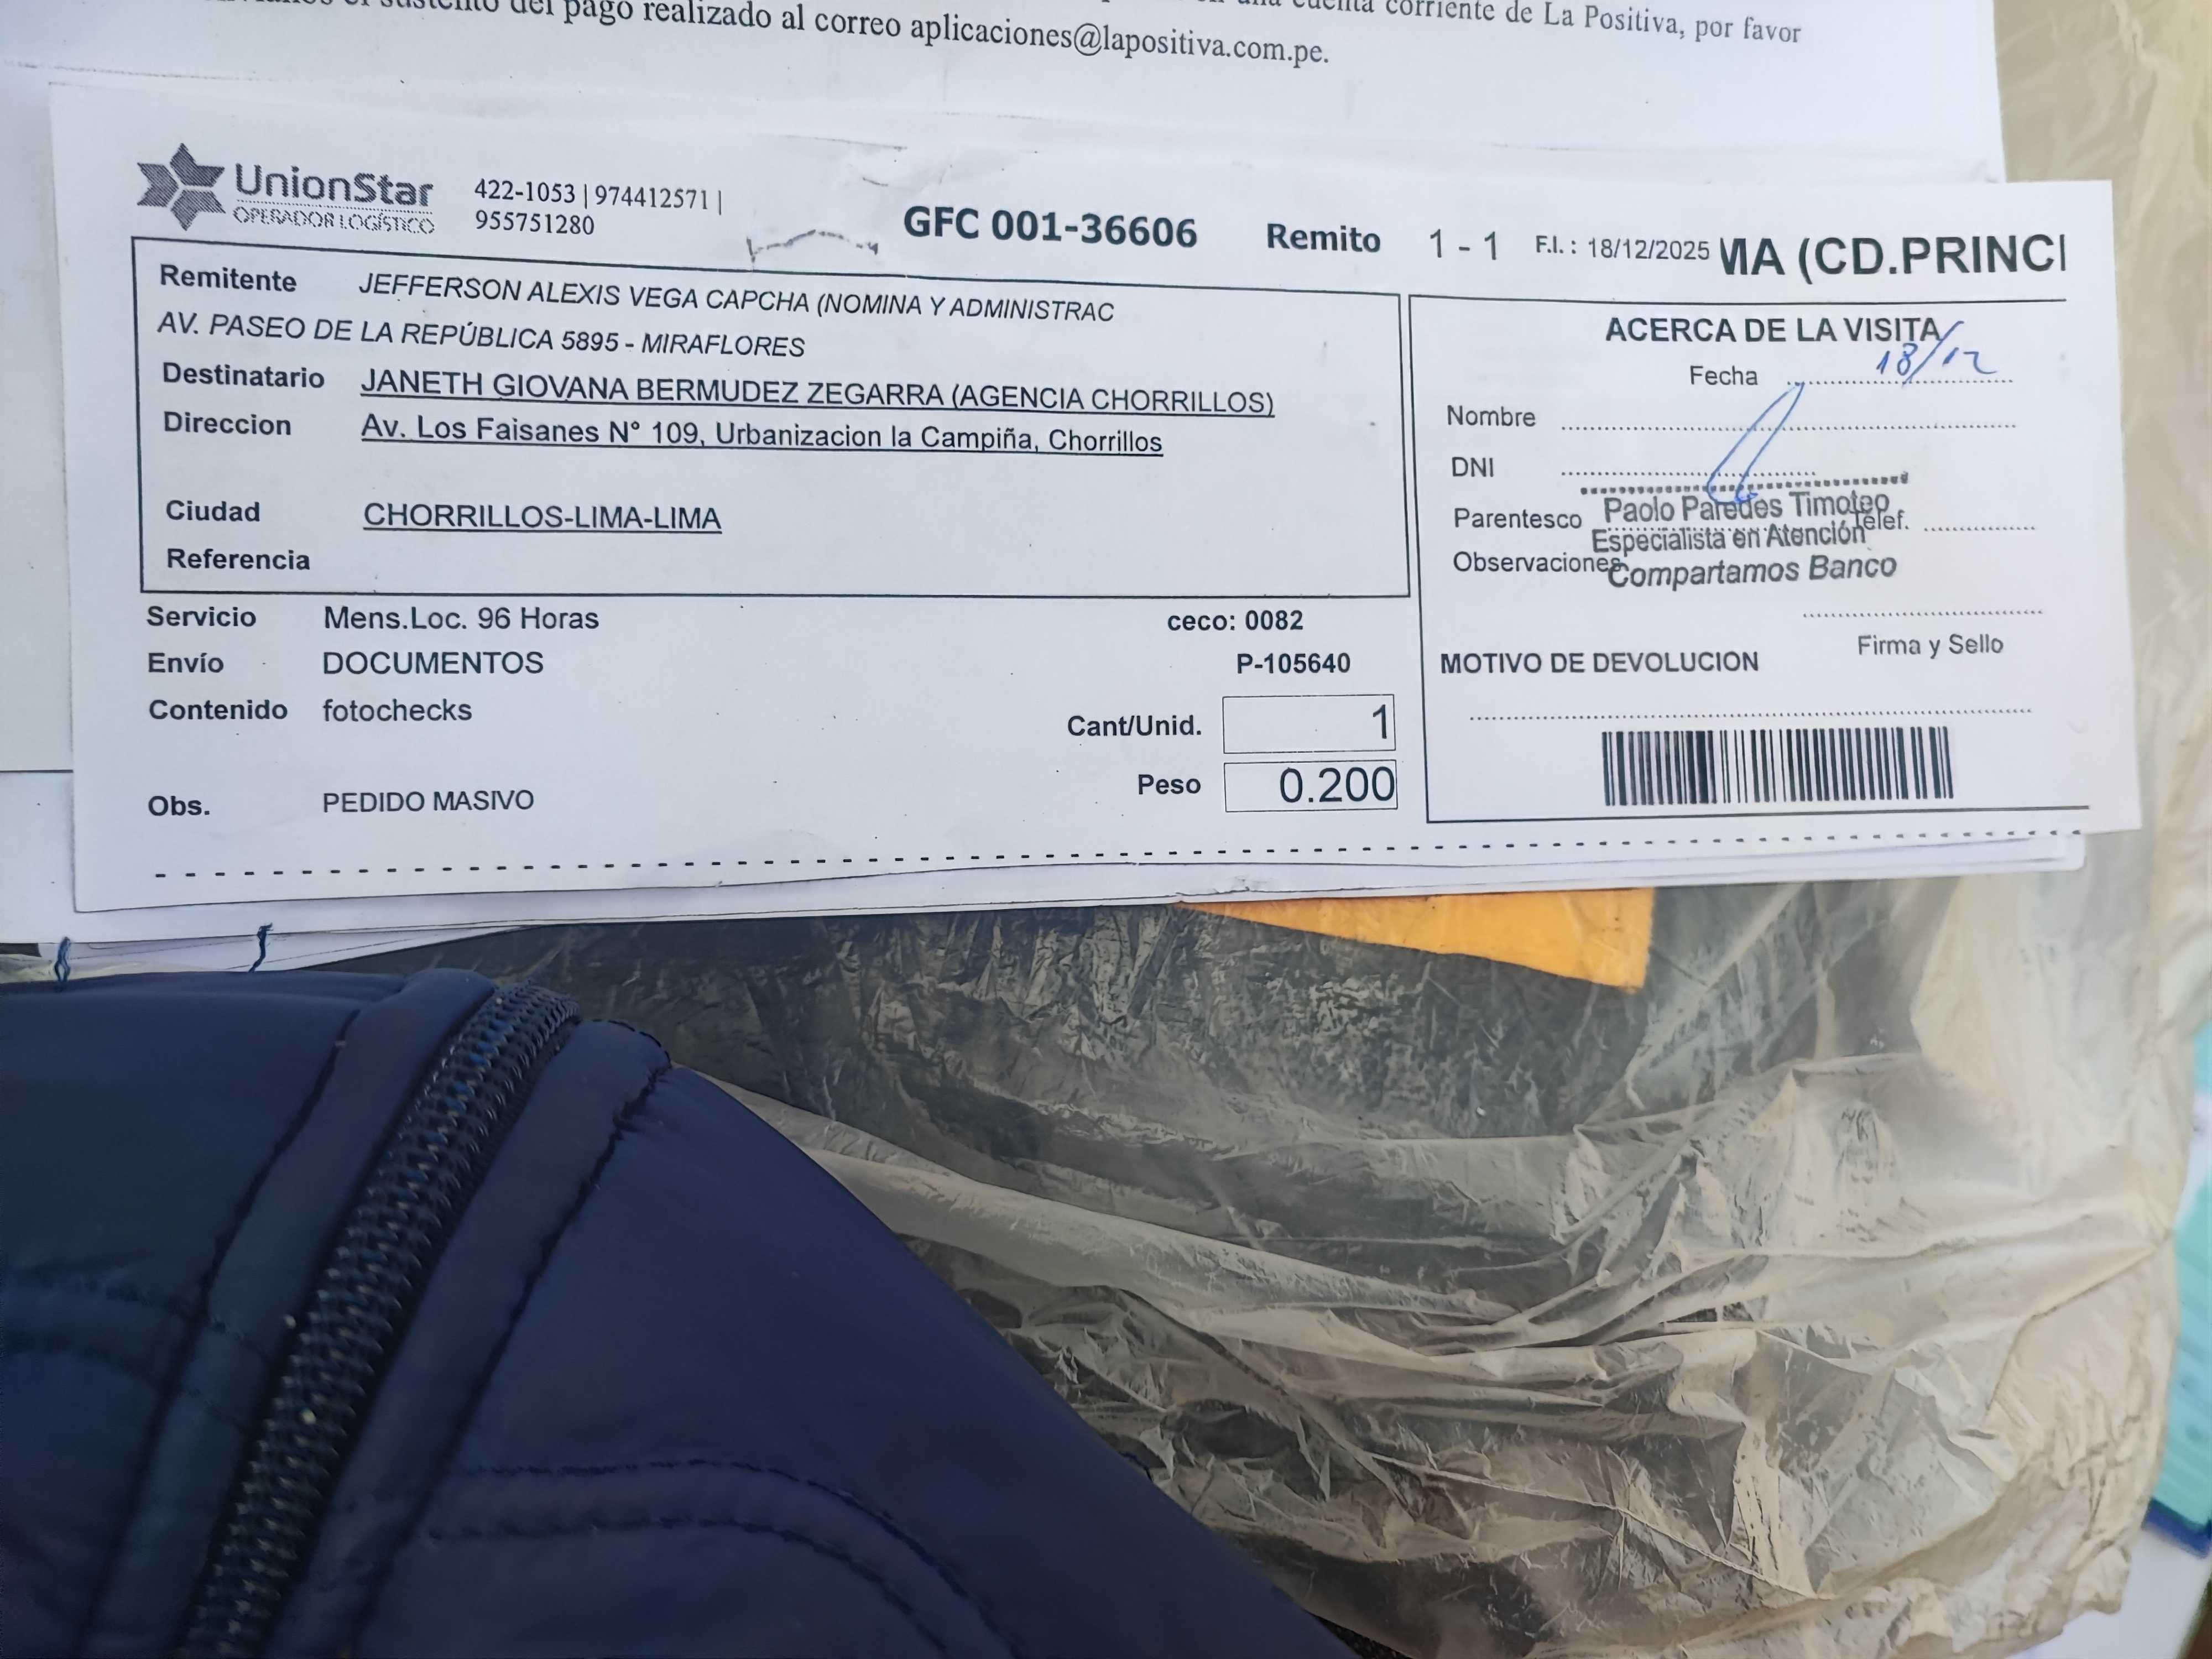 del pago realizado al correo aplicaciones@lapositiva.com.pe.
corriente de La Positiva, por favor
UnionStar
OPERADOR LOGÍSTICO
422-1053 | 974412571 |
955751280
GFC 001-36606 Remito 1 - 1 F.I. : 18/12/2025 MA (CD.PRINCI
Remitente JEFFERSON ALEXIS VEGA CAPCHA (NOMINA Y ADMINISTRAC
AV. PASEO DE LA REPÚBLICA 5895 - MIRAFLORES
Destinatario JANETH GIOVANA BERMUDEZ ZEGARRA (AGENCIA CHORRILLOS)
Direccion Av. Los Faisanes N° 109, Urbanizacion la Campiña, Chorrillos
Ciudad CHORRILLOS-LIMA-LIMA
Referencia
Servicio Mens.Loc. 96 Horas ceco: 0082
Envío DOCUMENTOS P-105640
Contenido fotochecks
Cant/Unid. 1
Peso 0.200
Obs. PEDIDO MASIVO
ACERCA DE LA VISITA
Fecha 18/12
Nombre
DNI
Parentesco Telef.
Observaciones
Paolo Paredes Timoteo
Especialista en Atención
Compartamos Banco
Firma y Sello
MOTIVO DE DEVOLUCION